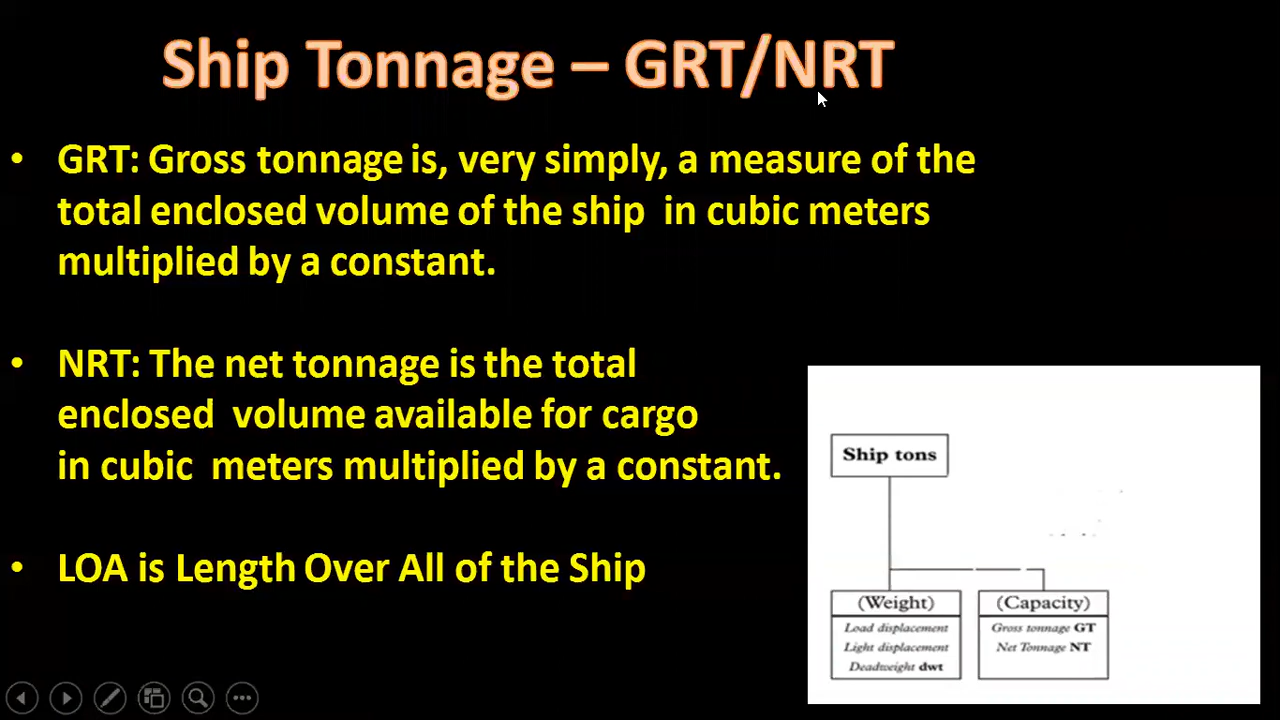 Ship Tonnage – GRT/NRT
• GRT: Gross tonnage is, very simply, a measure of the
total enclosed volume of the ship in cubic meters
multiplied by a constant.
• NRT: The net tonnage is the total
enclosed volume available for cargo
in cubic meters multiplied by a constant.
• LOA is Length Over All of the Ship
Ship tons
(Weight)
Load displacement
Light displacement
Deadweight dwt
(Capacity)
Gross tonnage GT
Net Tonnage NT